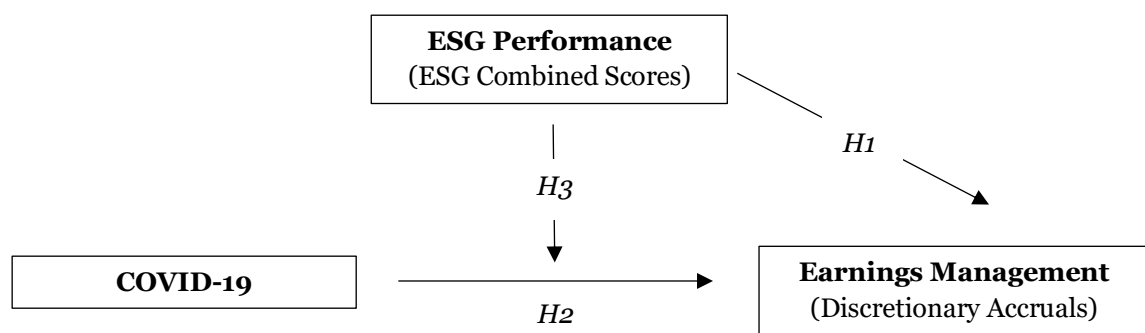 ESG Performance
(ESG Combined Scores)
H1
H3
COVID-19
H2
Earnings Management
(Discretionary Accruals)